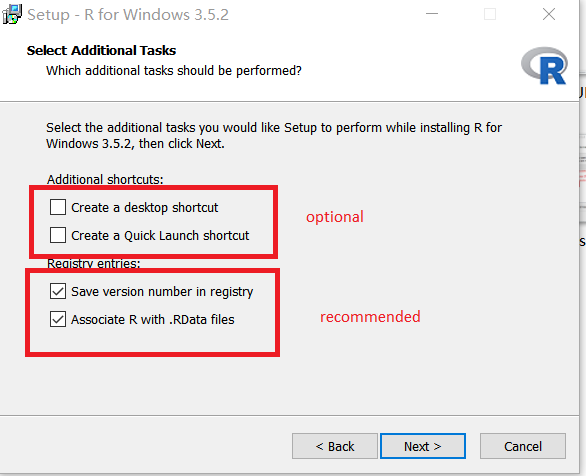 Setup - R for Windows 3.5.2
Select Additional Tasks
Which additional tasks should be performed?
R
Select the additional tasks you would like Setup to perform while installing R for
Windows 3.5.2, then click Next.
Additional shortcuts:
Create a desktop shortcut
optional
Create a Quick Launch shortcut
Registry entries:
Save version number in registry
recommended
Associate R with .RData files
< Back
Next >
Cancel